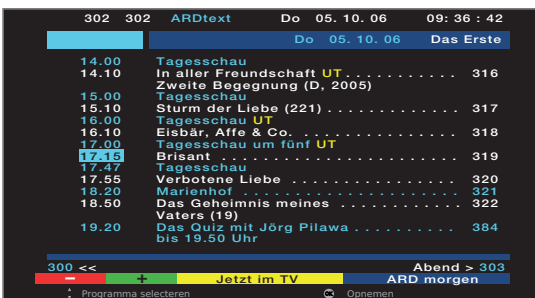 302 302 ARDtext Do 05. 10. 06 09: 36 : 42
Do 05. 10. 06 Das Erste
14.00 Tagesschau
14.10 In aller Freundschaft UT . . . . . . . . . . . 316
Zweite Begegnung (D, 2005)
15.00 Tagesschau
15.10 Sturm der Liebe (221) . . . . . . . . . . . . . 317
16.00 Tagesschau UT
16.10 Eisbär, Affe & Co. . . . . . . . . . . . . . . . 318
17.00 Tagesschau um fünf UT
17.15 Brisant . . . . . . . . . . . . . . . . . . . . . . 319
17.47 Tagesschau
17.55 Verbotene Liebe . . . . . . . . . . . . . . . . 320
18.20 Marienhof . . . . . . . . . . . . . . . . . . . . 321
18.50 Das Geheimnis meines . . . . . . . . . . . 322
Vaters (19)
19.20 Das Quiz mit Jörg Pilawa . . . . . . . . . . 384
bis 19.50 Uhr
300 << Abend > 303
− + Jetzt im TV ARD morgen
Programma selecteren OK Opnemen